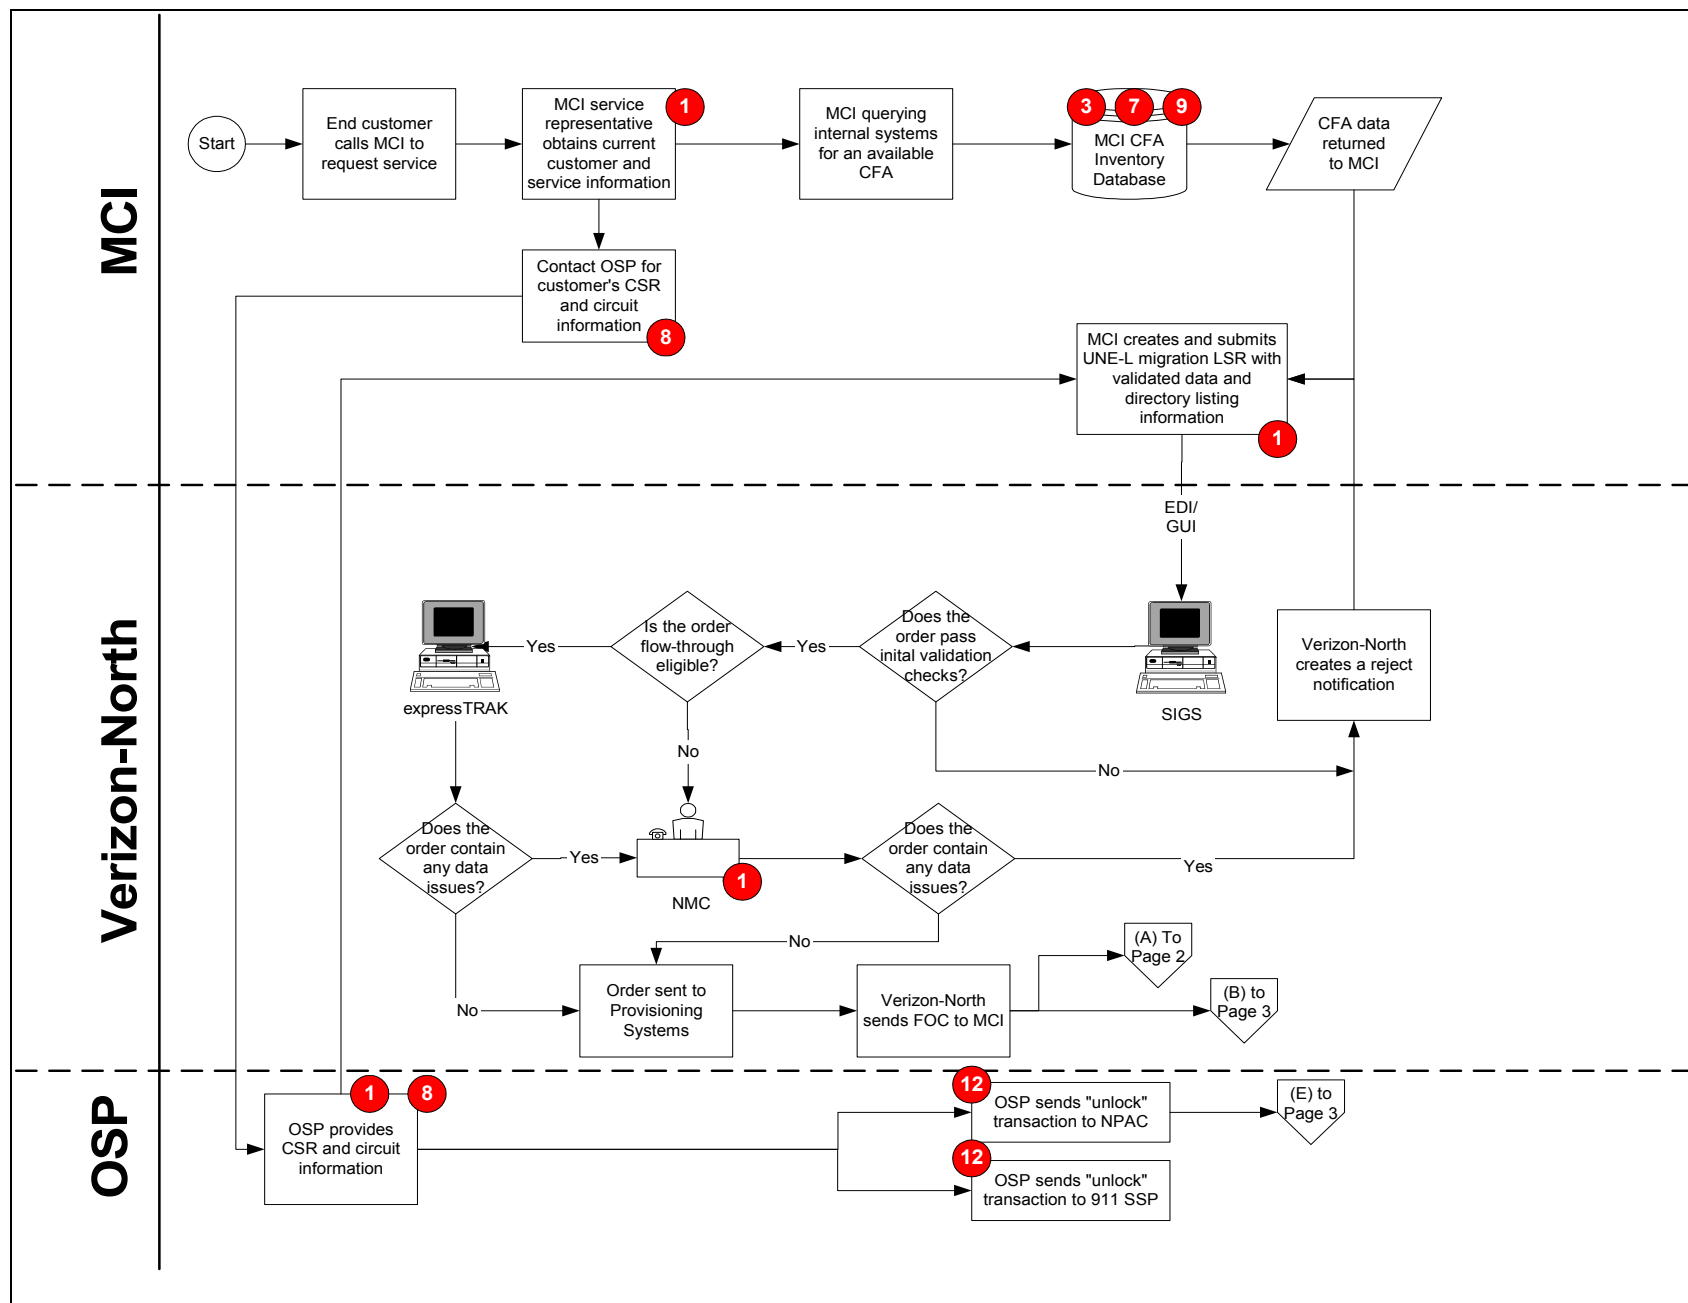 MCI
Start
End customer
calls MCI to
request service
MCI service
representative
obtains current
customer and
service information
1
MCI querying
internal systems
for an available
CFA
3
7
9
MCI CFA
Inventory
Database
CFA data
returned
to MCI
Contact OSP for
customer's CSR
and circuit
information
8
MCI creates and submits
UNE-L migration LSR with
validated data and
directory listing
information
1
Verizon-North
EDI/
GUI
SIGS
Does the
order pass
inital validation
checks?
Yes
No
Is the order
flow-through
eligible?
Yes
No
expressTRAK
Verizon-North
creates a reject
notification
Does the
order contain
any data
issues?
Yes
No
NMC
1
Does the
order contain
any data
issues?
Yes
No
Order sent to
Provisioning
Systems
Verizon-North
sends FOC to MCI
(A) To
Page 2
(B) to
Page 3
OSP
1
8
OSP provides
CSR and circuit
information
12
OSP sends "unlock"
transaction to NPAC
(E) to
Page 3
12
OSP sends "unlock"
transaction to 911 SSP